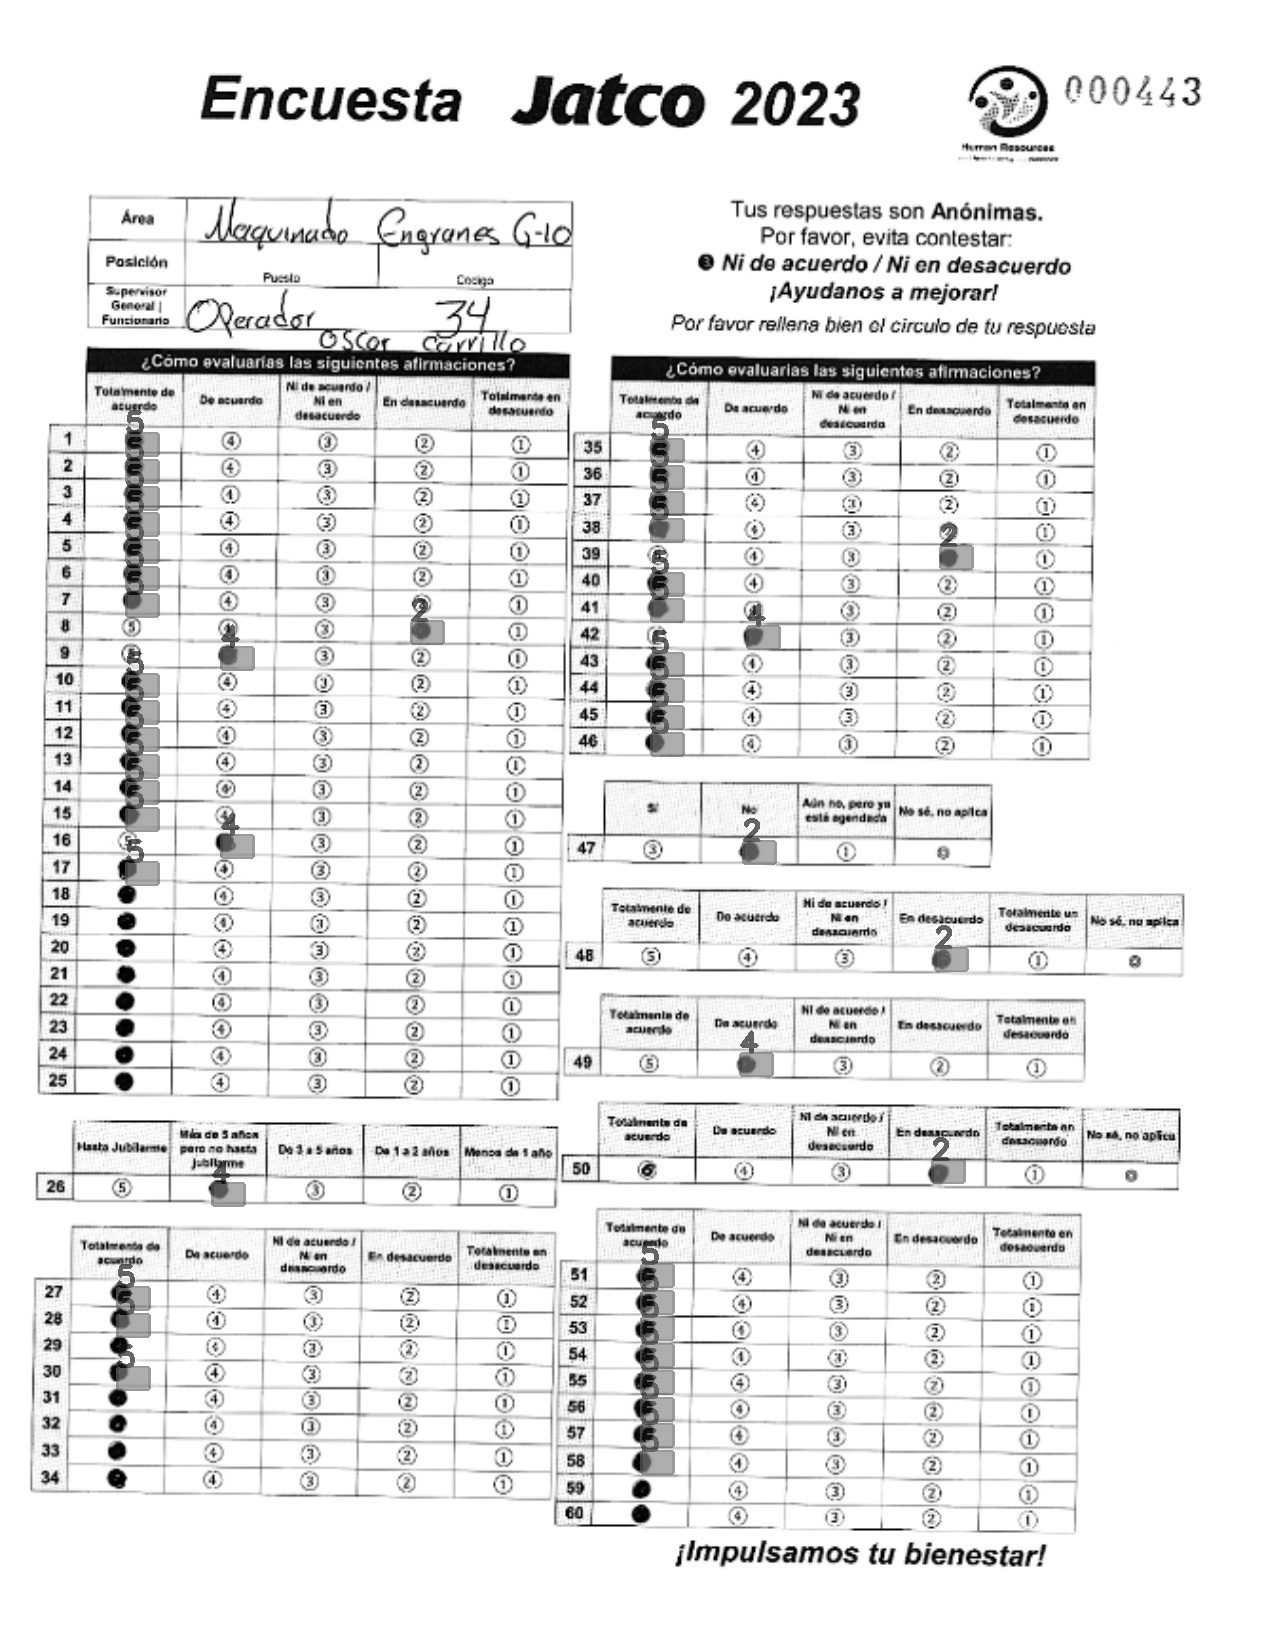 Encuesta Jatco 2023
000443
Human Resources
Área Maquinado Engranes G-10
Posición
Puesto Codigo
Supervisor General / Funcionario Operador 34
Oscar Carrillo
Tus respuestas son Anónimas.
Por favor, evita contestar:
❸ Ni de acuerdo / Ni en desacuerdo
¡Ayudanos a mejorar!
Por favor rellena bien el circulo de tu respuesta
¿Cómo evaluarías las siguientes afirmaciones?
Totalmente de acuerdo De acuerdo Ni de acuerdo / Ni en desacuerdo En desacuerdo Totalmente en desacuerdo
1 5 ④ ③ ② ①
2 5 ④ ③ ② ①
3 5 ④ ③ ② ①
4 5 ④ ③ ② ①
5 5 ④ ③ ② ①
6 5 ④ ③ ② ①
7 5 ④ ③ ② ①
8 ⑤ ④ ③ 2 ①
9 ⑤ 4 ③ ② ①
10 5 ④ ③ ② ①
11 5 ④ ③ ② ①
12 5 ④ ③ ② ①
13 5 ④ ③ ② ①
14 5 ④ ③ ② ①
15 5 ④ ③ ② ①
16 ⑤ 4 ③ ② ①
17 5 ④ ③ ② ①
18 ④ ③ ② ①
19 ④ ③ ② ①
20 ④ ③ ② ①
21 ④ ③ ② ①
22 ④ ③ ② ①
23 ④ ③ ② ①
24 ④ ③ ② ①
25 ④ ③ ② ①
Hasta Jubilarme Más de 5 años pero no hasta jubilarme De 3 a 5 años De 1 a 2 años Menos de 1 año
26 ⑤ 4 ③ ② ①
Totalmente de acuerdo De acuerdo Ni de acuerdo / Ni en desacuerdo En desacuerdo Totalmente en desacuerdo
27 5 ④ ③ ② ①
28 5 ④ ③ ② ①
29 ④ ③ ② ①
30 5 ④ ③ ② ①
31 ④ ③ ② ①
32 ④ ③ ② ①
33 ④ ③ ② ①
34 ④ ③ ② ①
¿Cómo evaluarías las siguientes afirmaciones?
Totalmente de acuerdo De acuerdo Ni de acuerdo / Ni en desacuerdo En desacuerdo Totalmente en desacuerdo
35 5 ④ ③ ② ①
36 5 ④ ③ ② ①
37 5 ④ ③ ② ①
38 5 ④ ③ ② ①
39 ⑤ ④ ③ 2 ①
40 5 ④ ③ ② ①
41 5 ④ ③ ② ①
42 ⑤ 4 ③ ② ①
43 5 ④ ③ ② ①
44 5 ④ ③ ② ①
45 5 ④ ③ ② ①
46 5 ④ ③ ② ①
Sí No Aún no, pero ya está agendada No sé, no aplica
47 ③ 2 ① ⓪
Totalmente de acuerdo De acuerdo Ni de acuerdo / Ni en desacuerdo En desacuerdo Totalmente en desacuerdo No sé, no aplica
48 ⑤ ④ ③ 2 ① ⓪
Totalmente de acuerdo De acuerdo Ni de acuerdo / Ni en desacuerdo En desacuerdo Totalmente en desacuerdo
49 ⑤ 4 ③ ② ①
Totalmente de acuerdo De acuerdo Ni de acuerdo / Ni en desacuerdo En desacuerdo Totalmente en desacuerdo No sé, no aplica
50 ⑤ ④ ③ 2 ① ⓪
Totalmente de acuerdo De acuerdo Ni de acuerdo / Ni en desacuerdo En desacuerdo Totalmente en desacuerdo
51 5 ④ ③ ② ①
52 5 ④ ③ ② ①
53 5 ④ ③ ② ①
54 5 ④ ③ ② ①
55 5 ④ ③ ② ①
56 5 ④ ③ ② ①
57 5 ④ ③ ② ①
58 5 ④ ③ ② ①
59 ④ ③ ② ①
60 ④ ③ ② ①
¡Impulsamos tu bienestar!